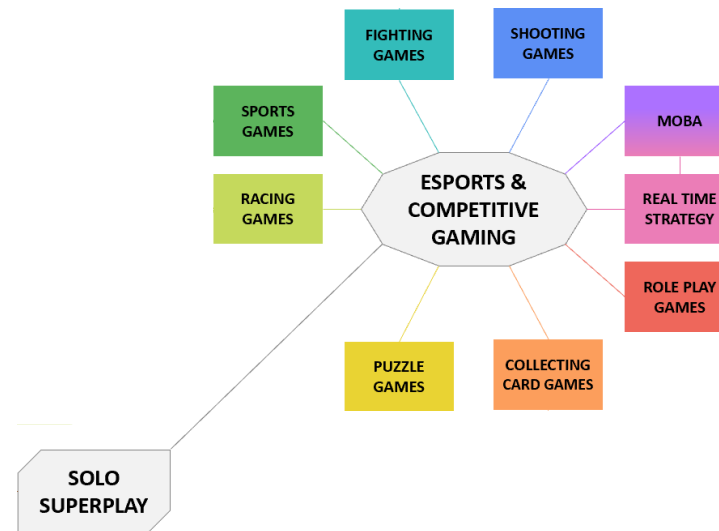 FIGHTING
GAMES
SHOOTING
GAMES
SPORTS
GAMES
MOBA
RACING
GAMES
ESPORTS &
COMPETITIVE
GAMING
REAL TIME
STRATEGY
ROLE PLAY
GAMES
PUZZLE
GAMES
COLLECTING
CARD GAMES
SOLO
SUPERPLAY